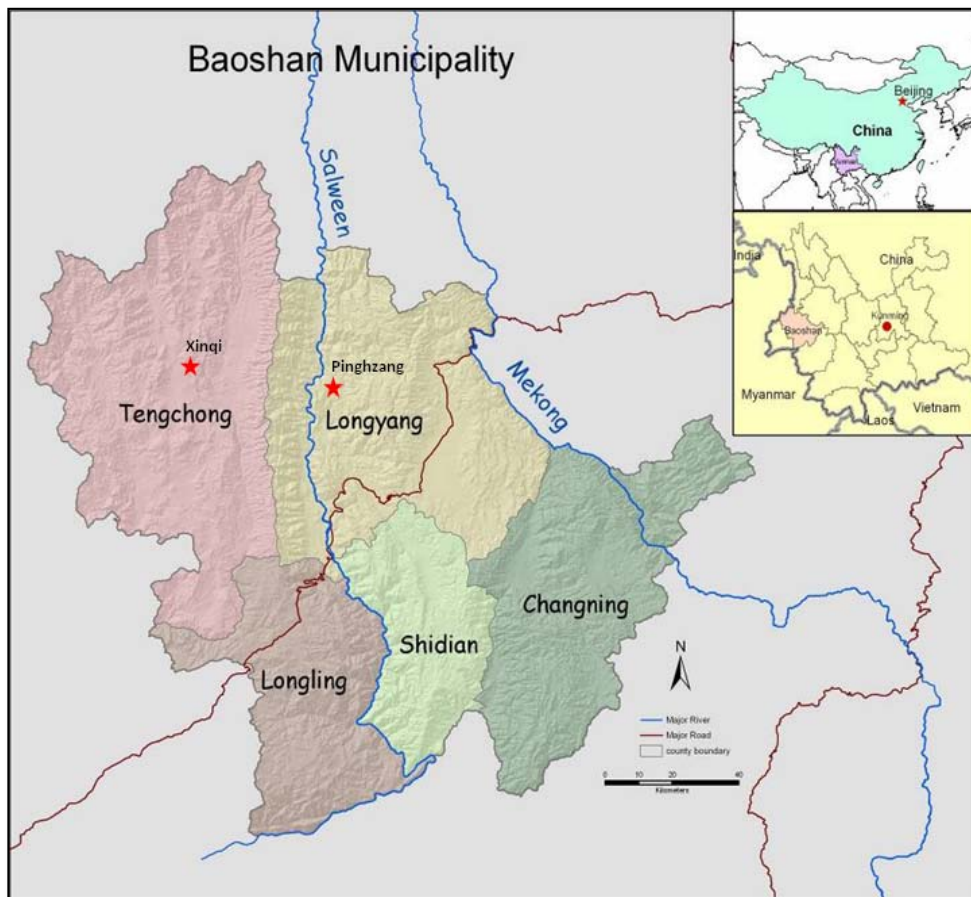 Baoshan Municipality
Salween
Mekong
Xinqi
Tengchong
Pinghzang
Longyang
Changning
Shidian
Longling
N
Major River
Major Road
county boundary
0 10 20 40
Kilometers
Beijing
China
Yunnan
India
China
Kunming
Baoshan
Myanmar
Laos
Vietnam